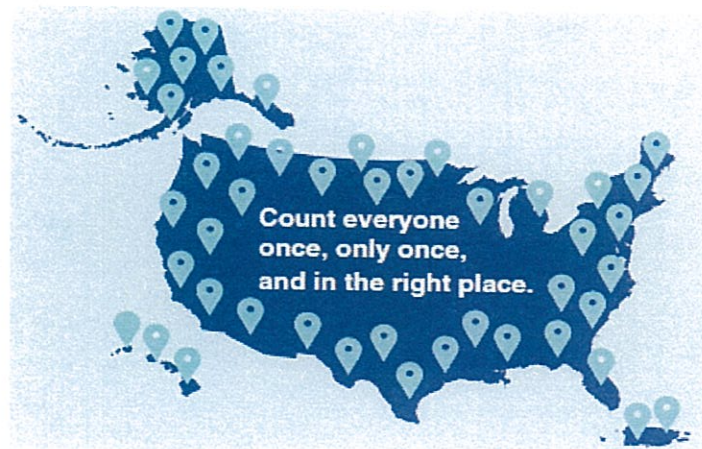 Count everyone
once, only once,
and in the right place.